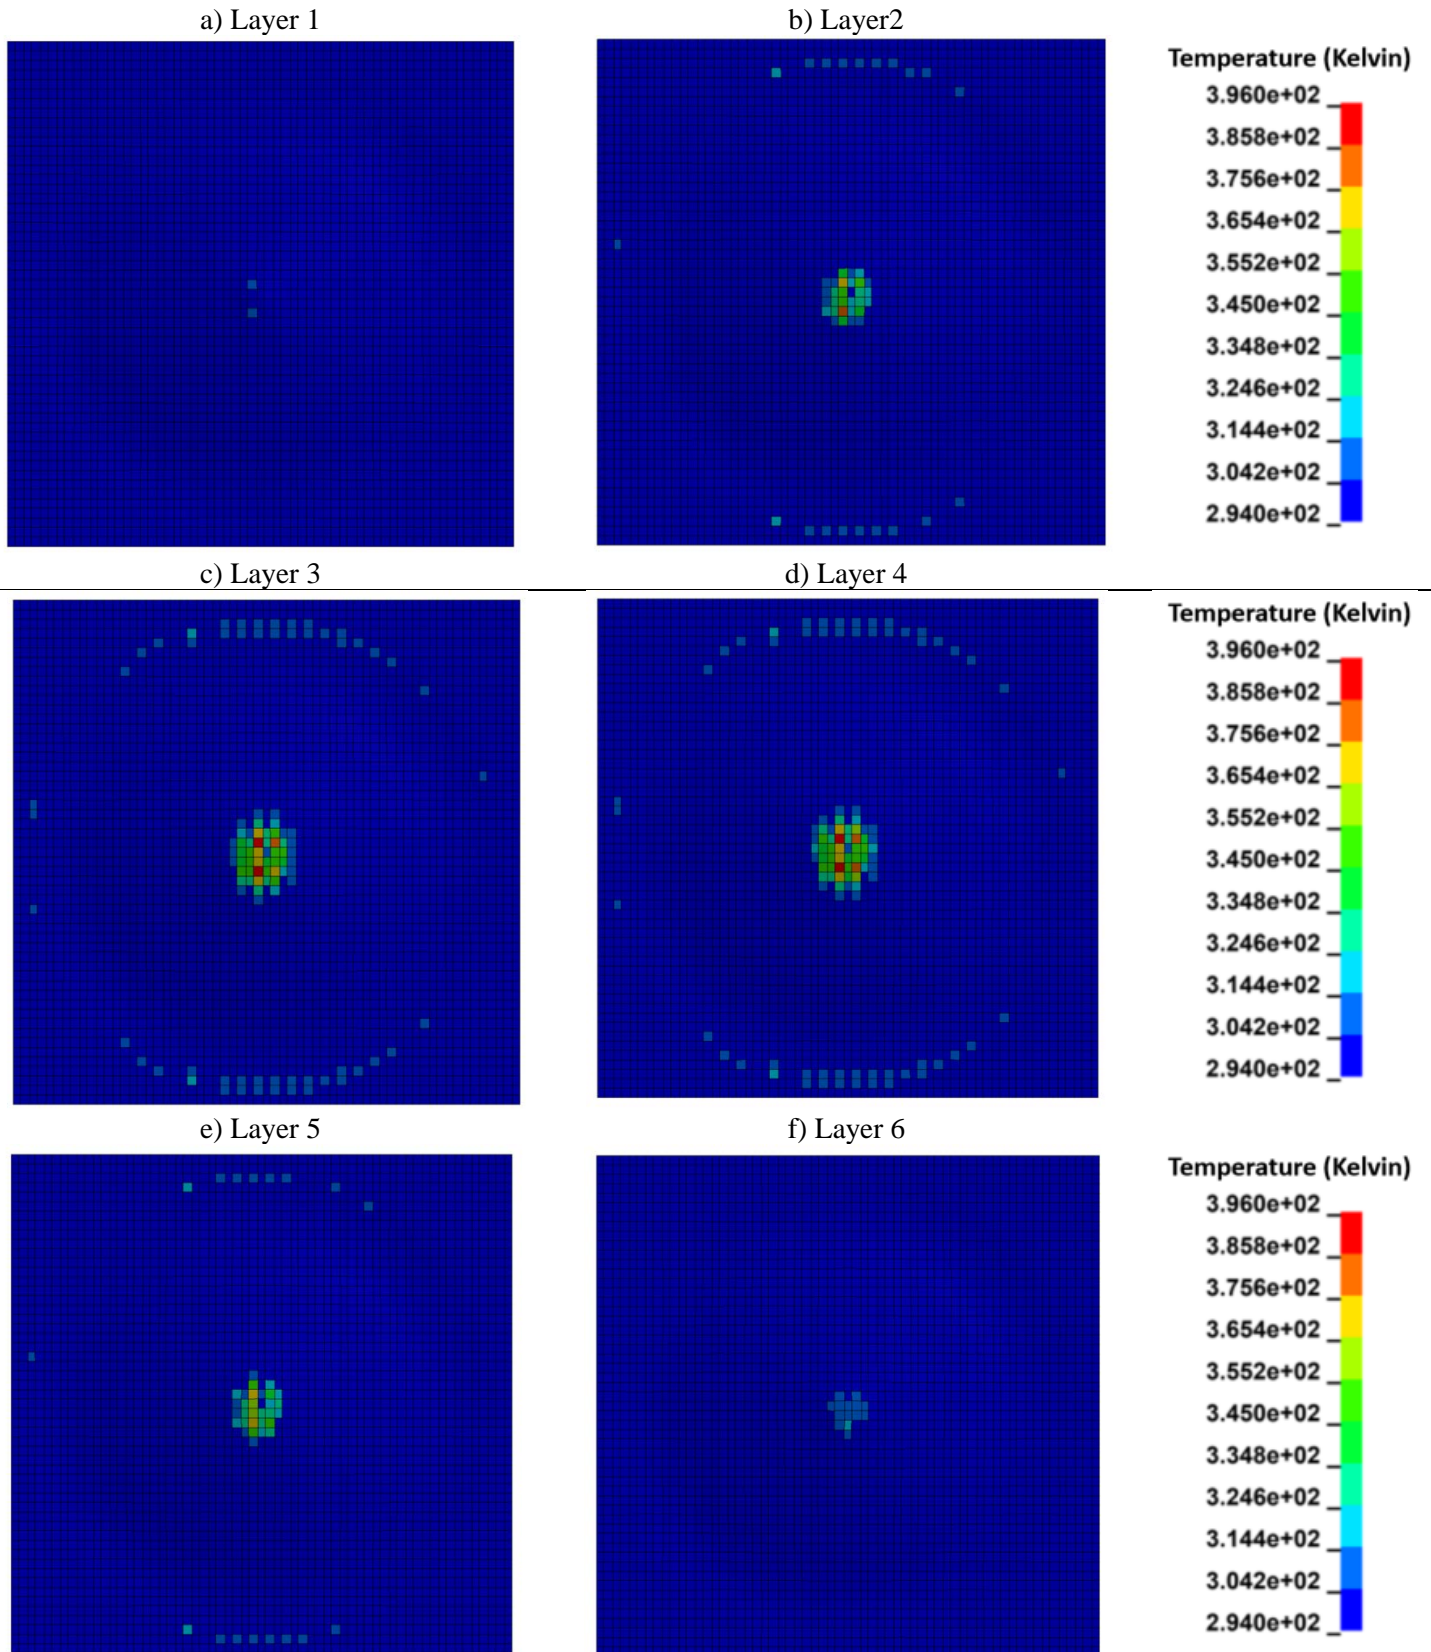 a) Layer 1
b) Layer2
Temperature (Kelvin)
3.960e+02
3.858e+02
3.756e+02
3.654e+02
3.552e+02
3.450e+02
3.348e+02
3.246e+02
3.144e+02
3.042e+02
2.940e+02
c) Layer 3
d) Layer 4
Temperature (Kelvin)
3.960e+02
3.858e+02
3.756e+02
3.654e+02
3.552e+02
3.450e+02
3.348e+02
3.246e+02
3.144e+02
3.042e+02
2.940e+02
e) Layer 5
f) Layer 6
Temperature (Kelvin)
3.960e+02
3.858e+02
3.756e+02
3.654e+02
3.552e+02
3.450e+02
3.348e+02
3.246e+02
3.144e+02
3.042e+02
2.940e+02